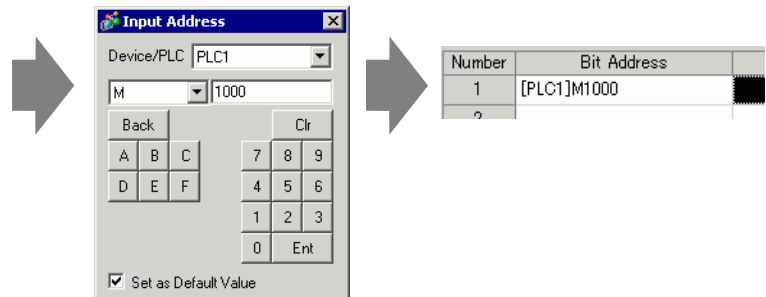 Input Address
Device/PLC PLC1
M 1000
Back Clr
A B C 7 8 9
D E F 4 5 6
1 2 3
0 Ent
Set as Default Value
Number Bit Address
1 [PLC1]M1000
2